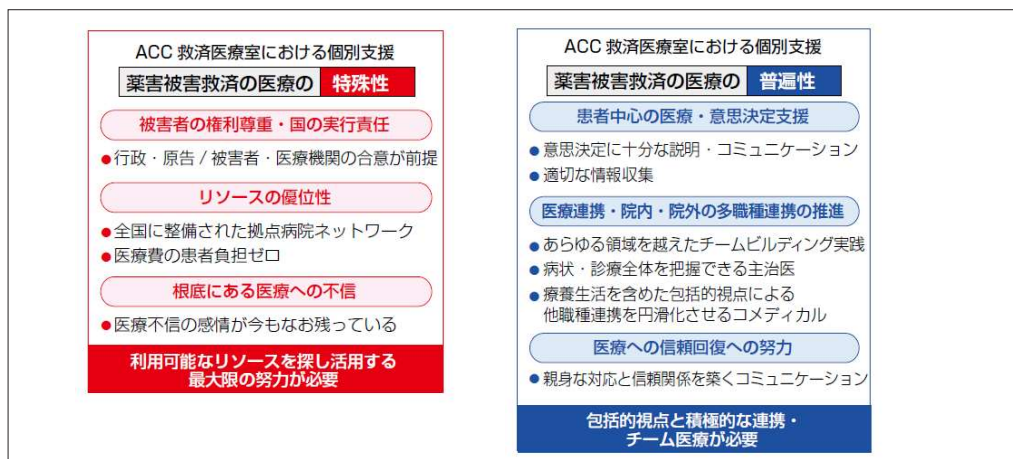 ACC 救済医療室における個別支援
薬害被害救済の医療の 特殊性
被害者の権利尊重・国の実行責任
●行政・原告 / 被害者・医療機関の合意が前提
リソースの優位性
●全国に整備された拠点病院ネットワーク
●医療費の患者負担ゼロ
根底にある医療への不信
●医療不信の感情が今もなお残っている
利用可能なリソースを探し活用する
最大限の努力が必要
ACC 救済医療室における個別支援
薬害被害救済の医療の 普遍性
患者中心の医療・意思決定支援
●意思決定に十分な説明・コミュニケーション
●適切な情報収集
医療連携・院内・院外の多職種連携の推進
●あらゆる領域を越えたチームビルディング実践
●病状・診療全体を把握できる主治医
●療養生活を含めた包括的視点による
他職種連携を円滑化させるコメディカル
医療への信頼回復への努力
●親身な対応と信頼関係を築くコミュニケーション
包括的視点と積極的な連携・
チーム医療が必要